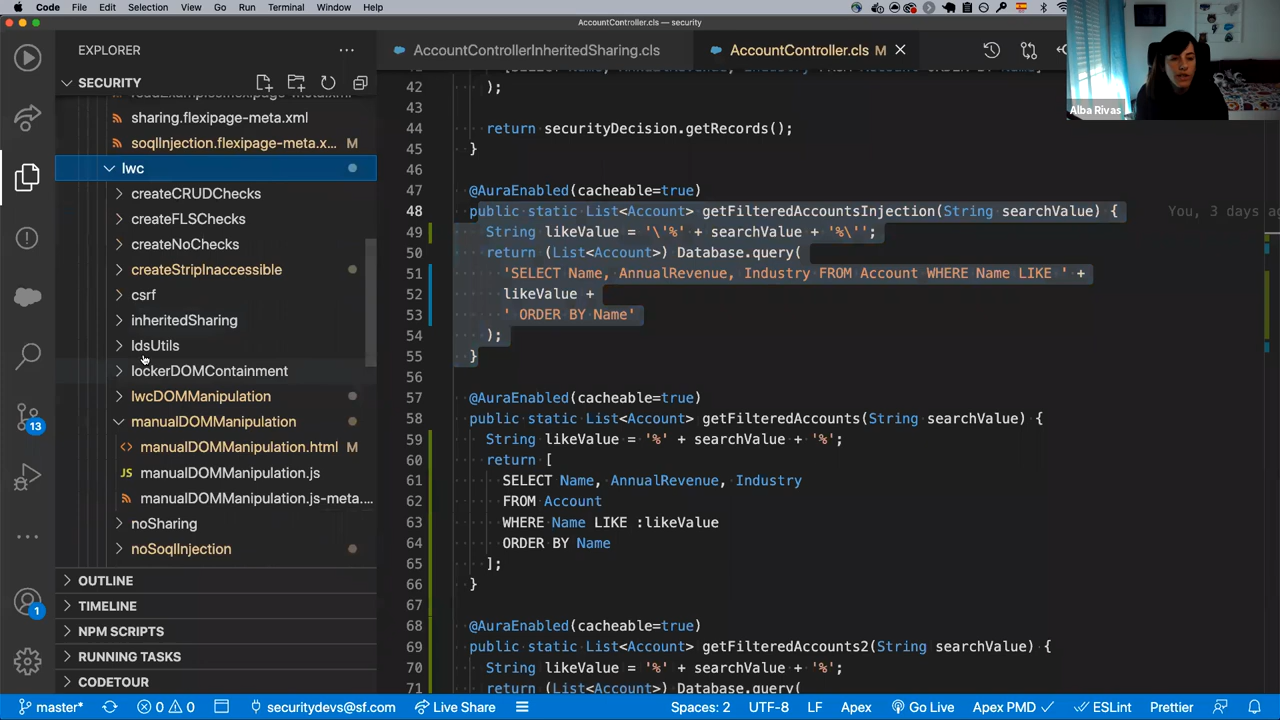 Code File Edit Selection View Go Run Terminal Window Help
AccountController.cls — security
EXPLORER
SECURITY
sharing.flexipage-meta.xml
soqlInjection.flexipage-meta.x... M
lwc
createCRUDChecks
createFLSChecks
createNoChecks
createStripInaccessible
csrf
inheritedSharing
ldsUtils
lockerDOMContainment
lwcDOMManipulation
manualDOMManipulation
<> manualDOMManipulation.html M
JS manualDOMManipulation.js
manualDOMManipulation.js-meta....
noSharing
noSoqlInjection
OUTLINE
TIMELINE
NPM SCRIPTS
RUNNING TASKS
CODETOUR
13
1
AccountControllerInheritedSharing.cls
AccountController.cls M
Alba Rivas
42 );
43
44 return securityDecision.getRecords();
45 }
46
47 @AuraEnabled(cacheable=true)
48 public static List<Account> getFilteredAccountsInjection(String searchValue) { You, 3 days ag
49 String likeValue = '\'%' + searchValue + '%\'';
50 return (List<Account>) Database.query(
51 'SELECT Name, AnnualRevenue, Industry FROM Account WHERE Name LIKE ' +
52 likeValue +
53 ' ORDER BY Name'
54 );
55 }
56
57 @AuraEnabled(cacheable=true)
58 public static List<Account> getFilteredAccounts(String searchValue) {
59 String likeValue = '%' + searchValue + '%';
60 return [
61 SELECT Name, AnnualRevenue, Industry
62 FROM Account
63 WHERE Name LIKE :likeValue
64 ORDER BY Name
65 ];
66 }
67
68 @AuraEnabled(cacheable=true)
69 public static List<Account> getFilteredAccounts2(String searchValue) {
70 String likeValue = '%' + searchValue + '%';
71 return (List<Account>) Database.query(
master* 0 0 securitydevs@sf.com Live Share Spaces: 2 UTF-8 LF Apex Go Live Apex PMD ESLint Prettier